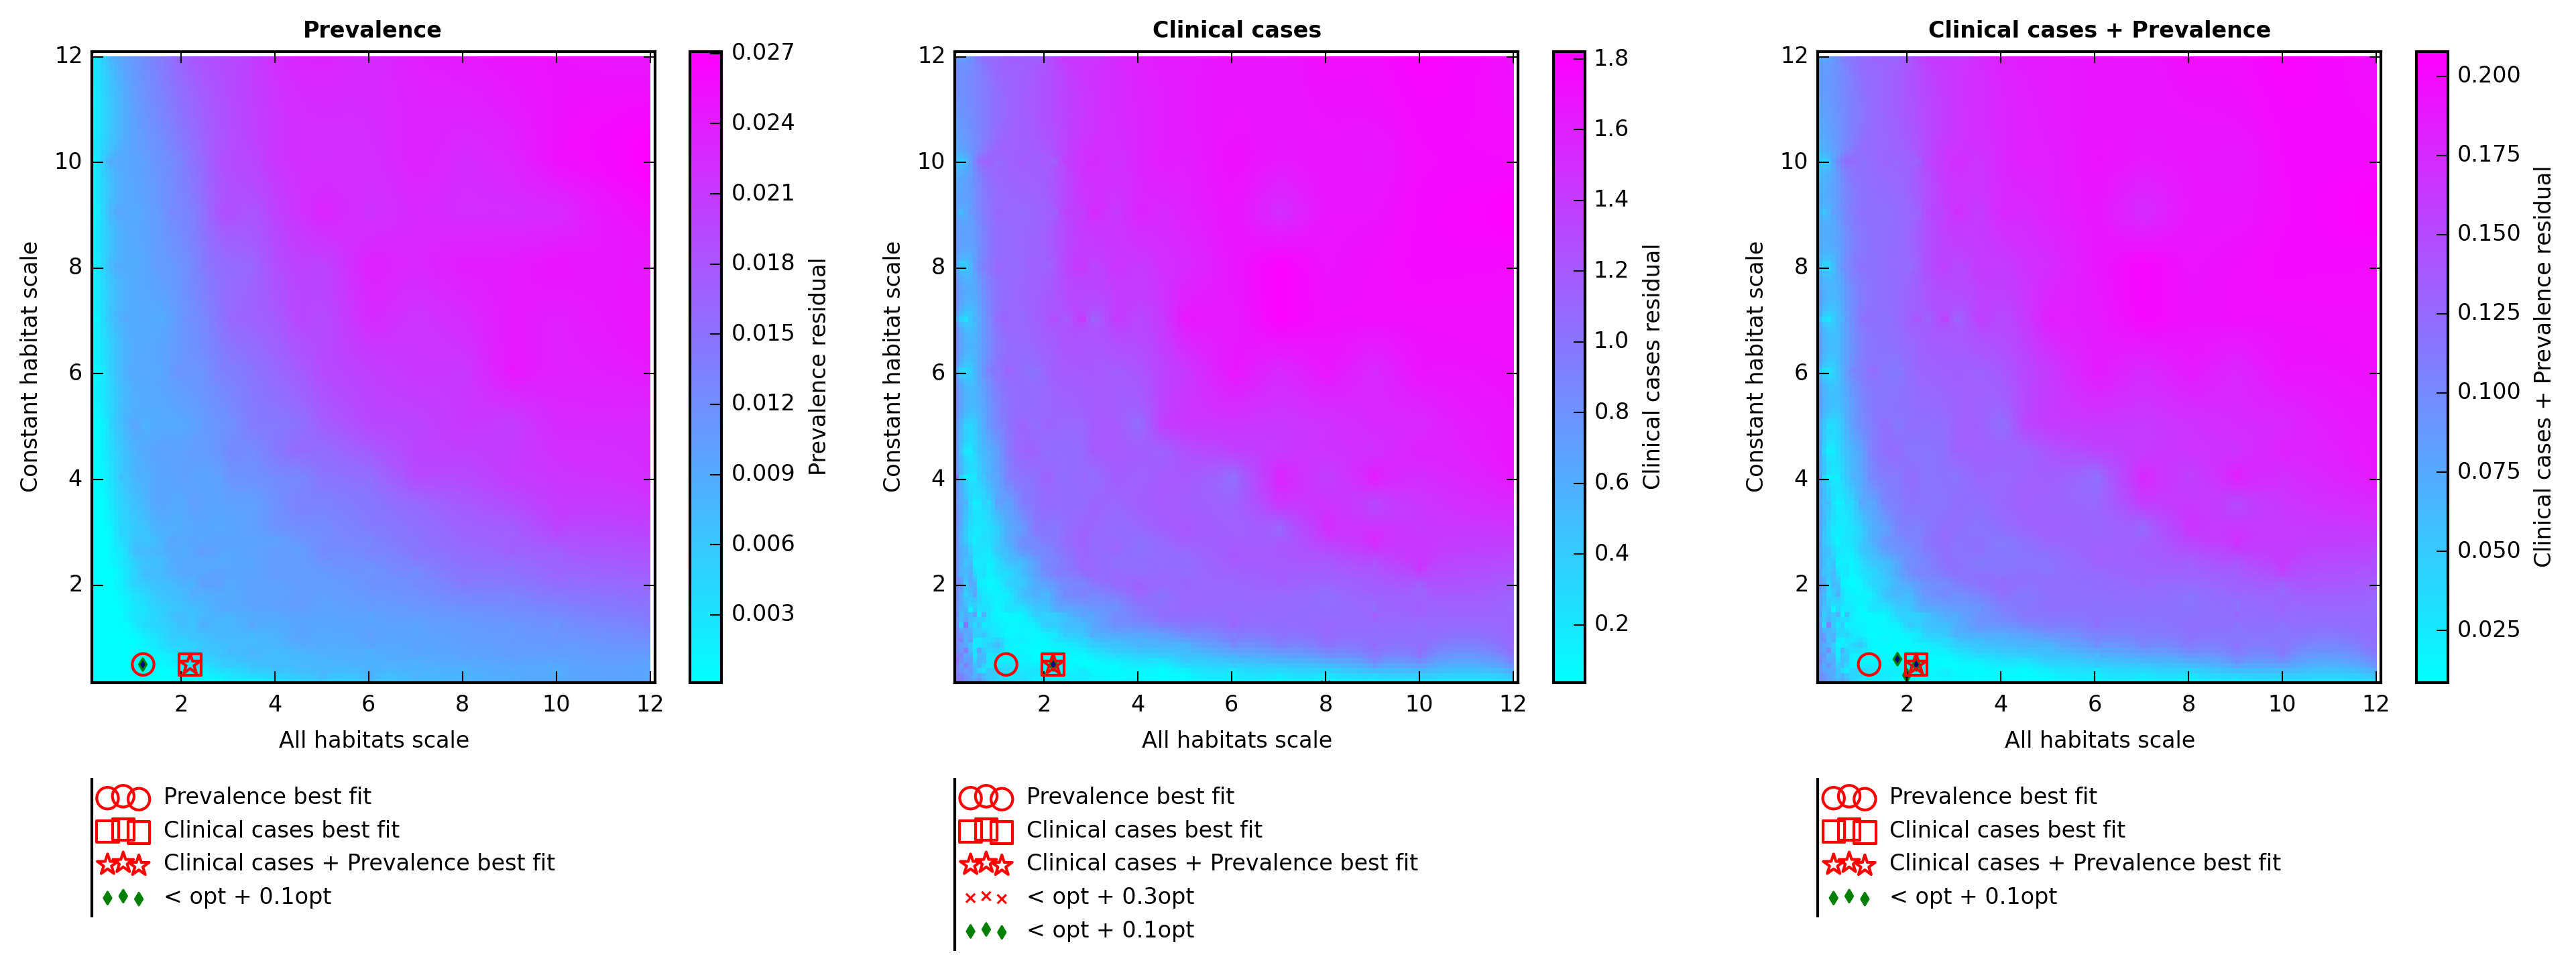 Prevalence
12
10
8
6
4
2
Constant habitat scale
2 4 6 8 10 12
All habitats scale
0.027
0.024
0.021
0.018
0.015
0.012
0.009
0.006
0.003
Prevalence residual
Prevalence best fit
Clinical cases best fit
Clinical cases + Prevalence best fit
< opt + 0.1opt
Clinical cases
12
10
8
6
4
2
Constant habitat scale
2 4 6 8 10 12
All habitats scale
1.8
1.6
1.4
1.2
1.0
0.8
0.6
0.4
0.2
Clinical cases residual
Prevalence best fit
Clinical cases best fit
Clinical cases + Prevalence best fit
< opt + 0.3opt
< opt + 0.1opt
Clinical cases + Prevalence
12
10
8
6
4
2
Constant habitat scale
2 4 6 8 10 12
All habitats scale
0.200
0.175
0.150
0.125
0.100
0.075
0.050
0.025
Clinical cases + Prevalence residual
Prevalence best fit
Clinical cases best fit
Clinical cases + Prevalence best fit
< opt + 0.1opt